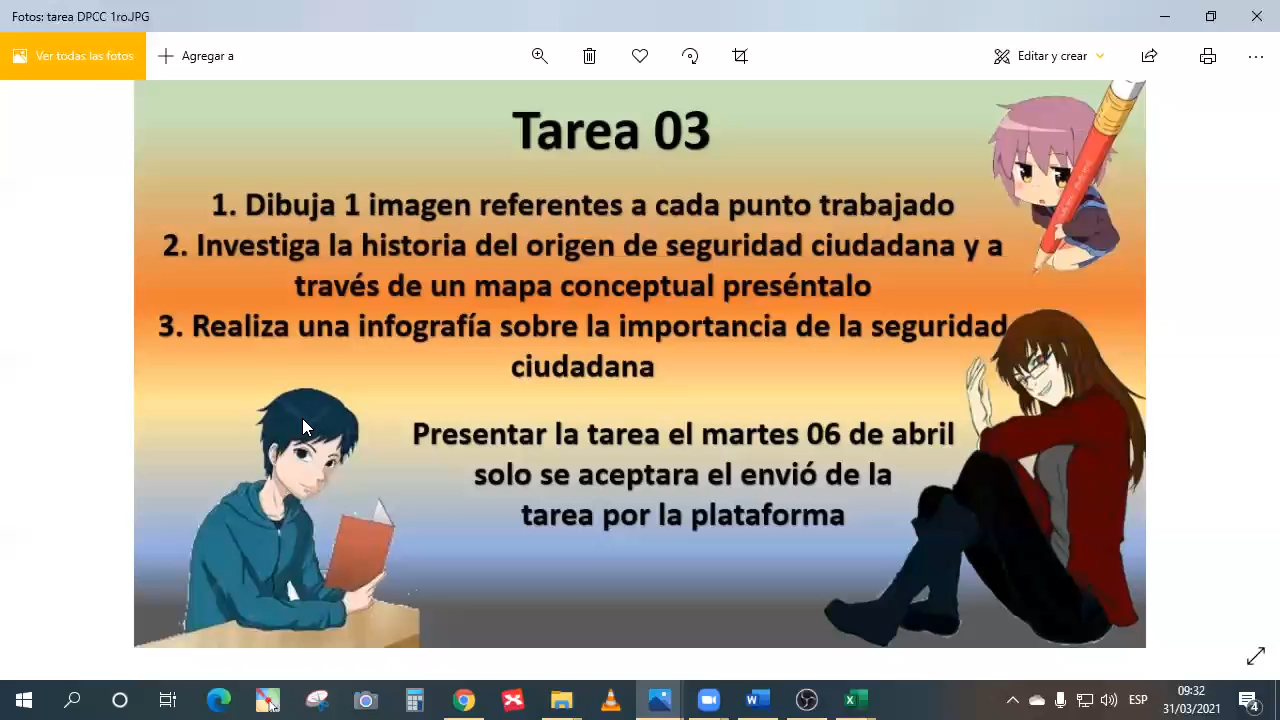 Fotos: tarea DPCC 1roJPG
Ver todas las fotos
Agregar a
Editar y crear
Tarea 03
1. Dibuja 1 imagen referentes a cada punto trabajado
2. Investiga la historia del origen de seguridad ciudadana y a
través de un mapa conceptual preséntalo
3. Realiza una infografía sobre la importancia de la seguridad
ciudadana
Presentar la tarea el martes 06 de abril
solo se aceptara el envió de la
tarea por la plataforma
ESP
09:32
31/03/2021
4